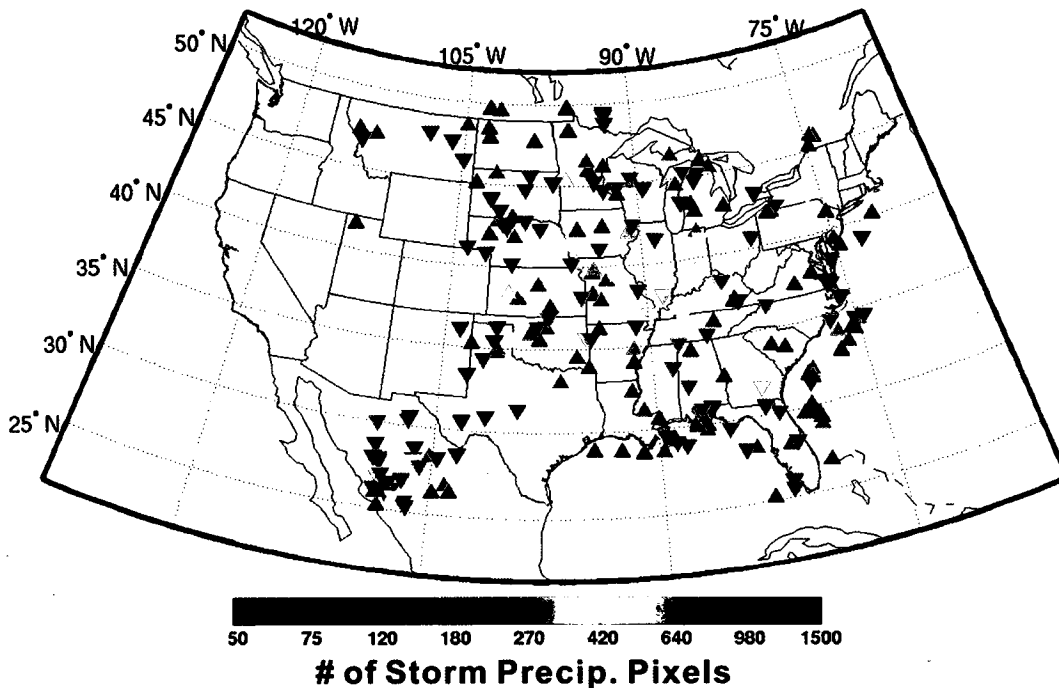 120° W
105° W
90° W
75° W
50° N
45° N
40° N
35° N
30° N
25° N
50 75 120 180 270 420 640 980 1500
# of Storm Precip. Pixels